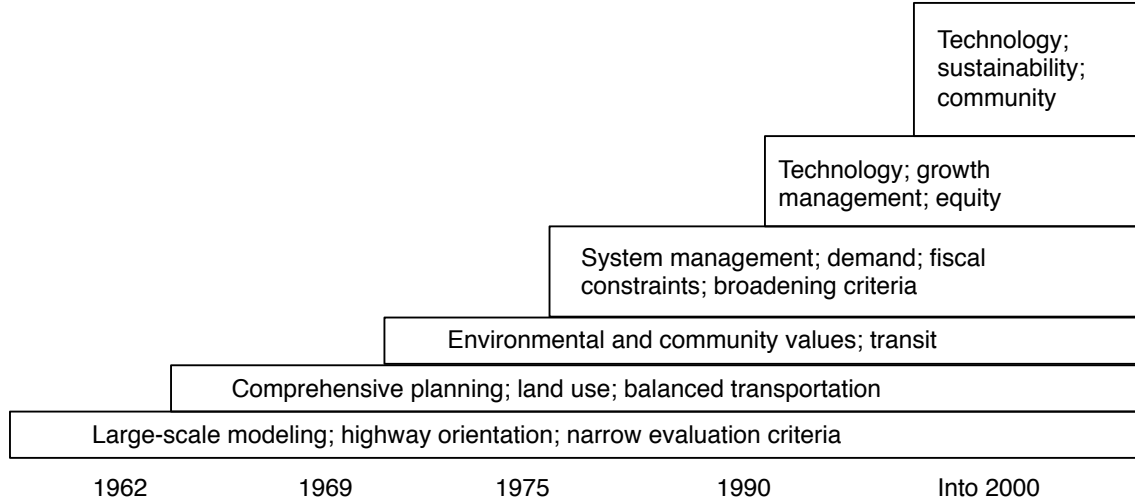 Technology;
sustainability;
community
Technology; growth
management; equity
System management; demand; fiscal
constraints; broadening criteria
Environmental and community values; transit
Comprehensive planning; land use; balanced transportation
Large-scale modeling; highway orientation; narrow evaluation criteria
1962 1969 1975 1990 Into 2000